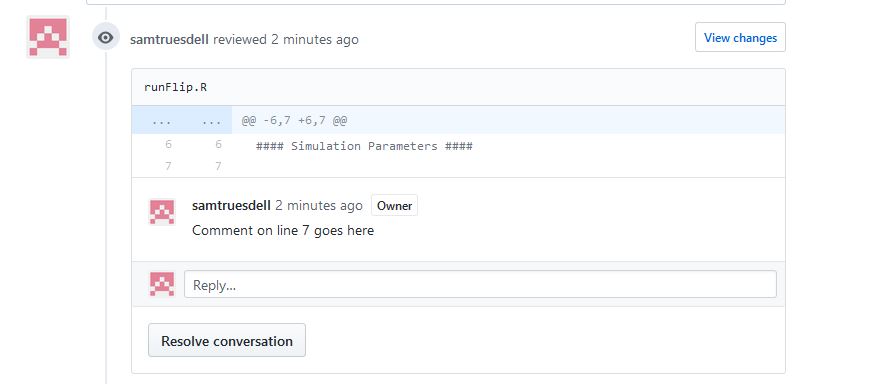 samtruesdell reviewed 2 minutes ago
View changes
runFlip.R
... ... @@ -6,7 +6,7 @@
6 6 #### Simulation Parameters ####
7 7
samtruesdell 2 minutes ago Owner
Comment on line 7 goes here
Reply...
Resolve conversation